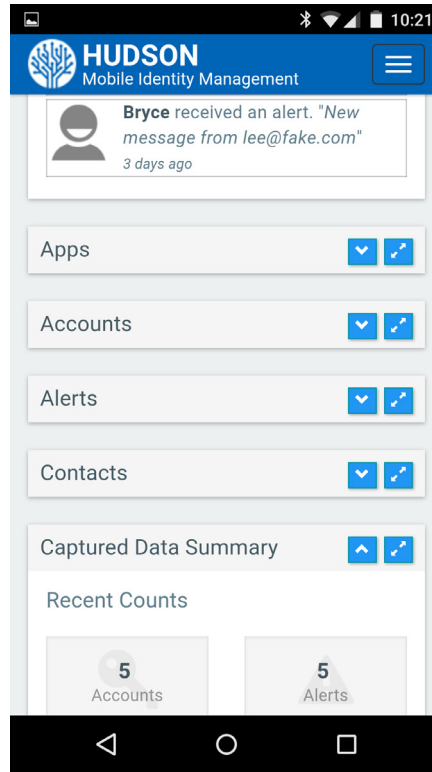 10:21
HUDSON
Mobile Identity Management
Bryce received an alert. "New
message from lee@fake.com"
3 days ago
Apps
Accounts
Alerts
Contacts
Captured Data Summary
Recent Counts
5
Accounts
5
Alerts